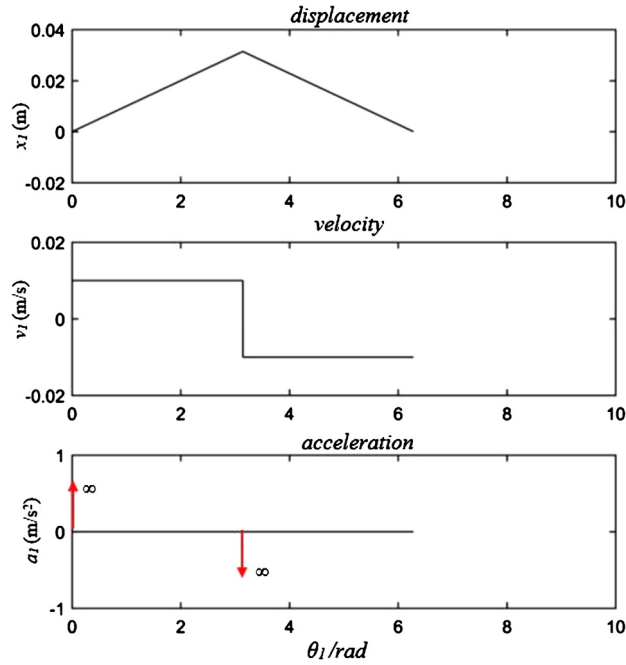 displacement
0.04
0.02
0
-0.02
x1 (m)
0 2 4 6 8 10
velocity
0.02
0
-0.02
v1 (m/s)
0 2 4 6 8 10
acceleration
1
0
-1
a1 (m/s²)
∞
∞
0 2 4 6 8 10
θ1/rad